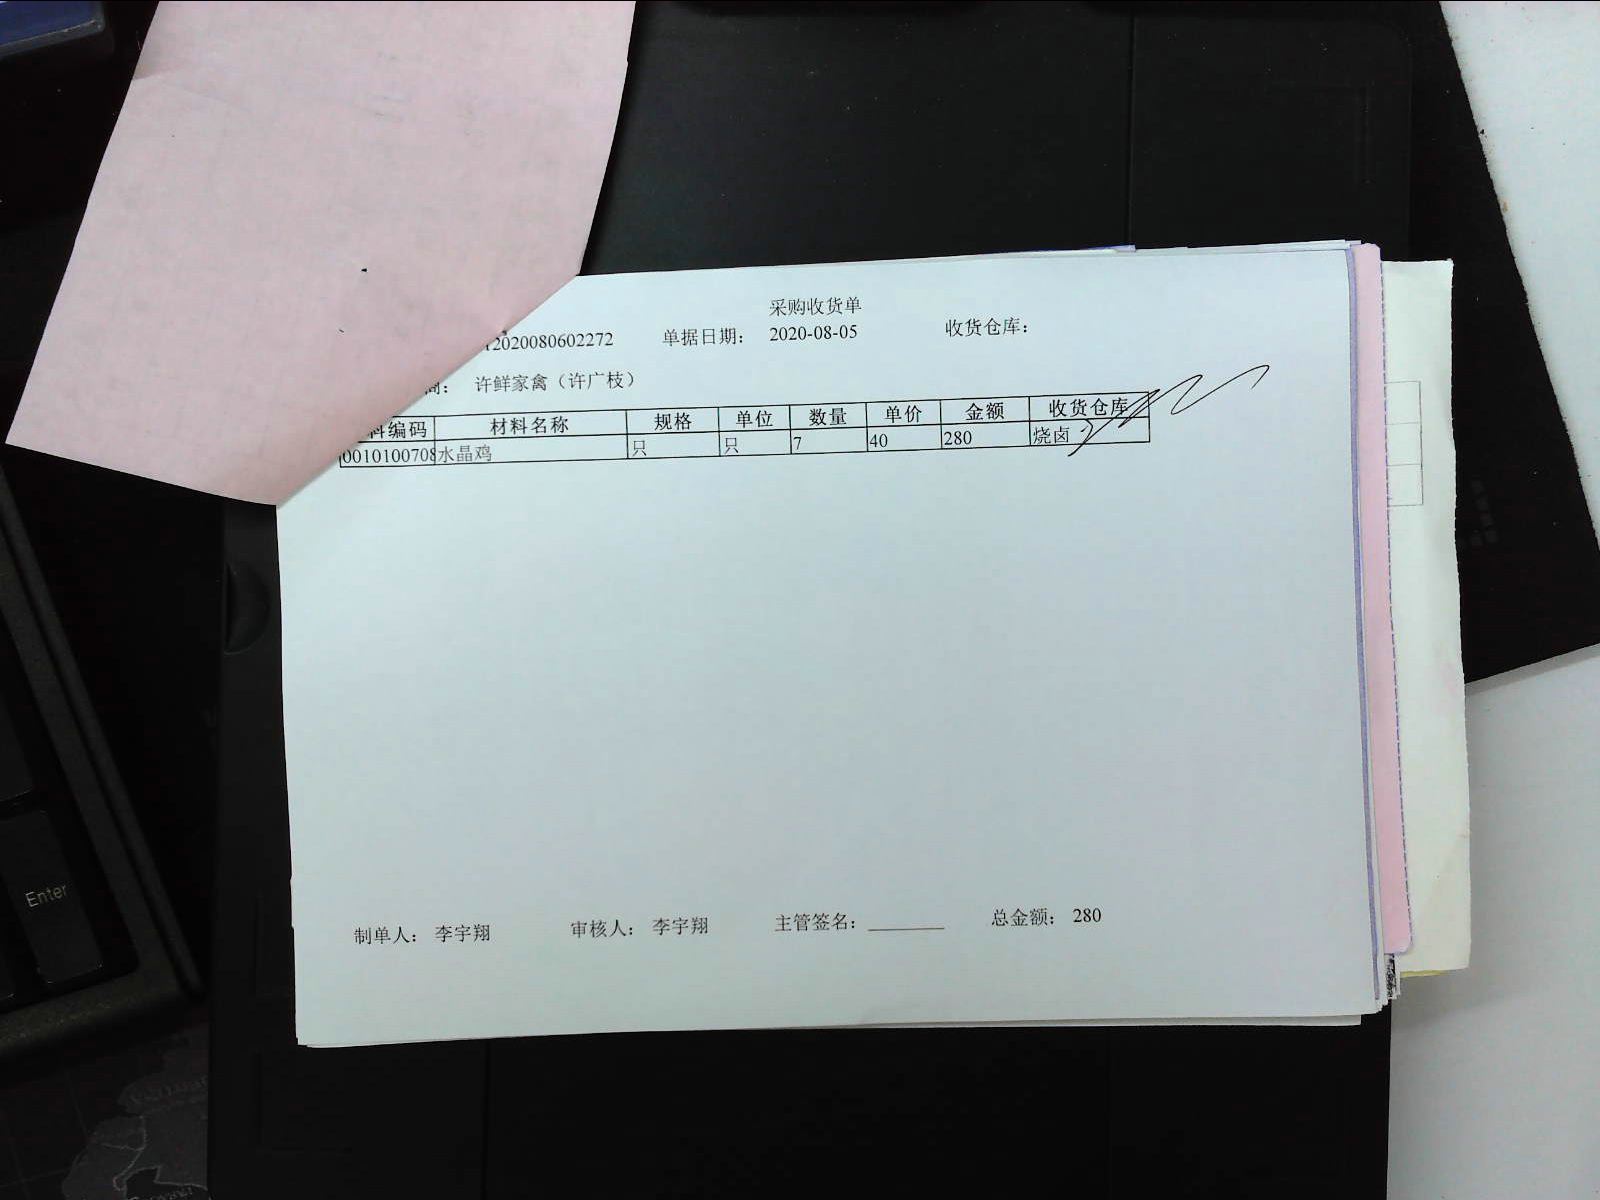 采购收货单
2020080602272 单据日期： 2020-08-05 收货仓库：
商： 许鲜家禽（许广枝）
料编码 材料名称 规格 单位 数量 单价 金额 收货仓库
0010100708 水晶鸡 只 只 7 40 280 烧卤
制单人： 李宇翔 审核人： 李宇翔 主管签名： 总金额： 280
Enter